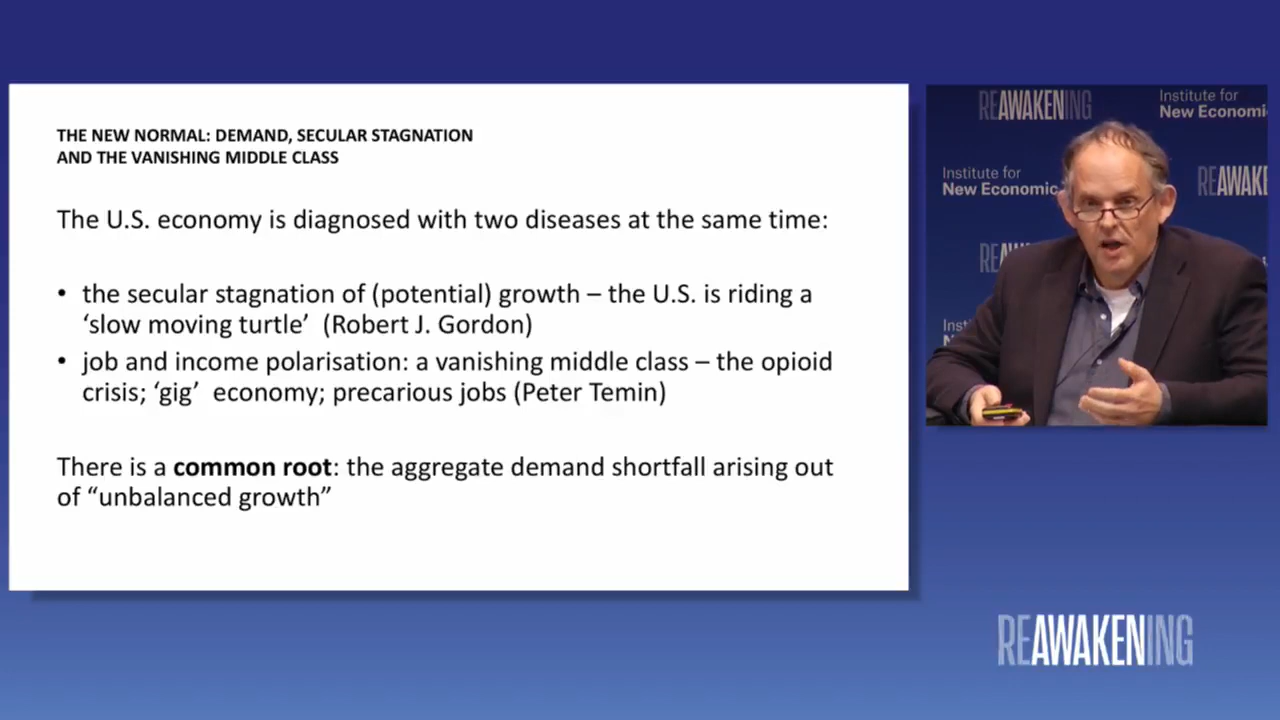 THE NEW NORMAL: DEMAND, SECULAR STAGNATION
AND THE VANISHING MIDDLE CLASS
The U.S. economy is diagnosed with two diseases at the same time:
• the secular stagnation of (potential) growth – the U.S. is riding a
‘slow moving turtle’ (Robert J. Gordon)
• job and income polarisation: a vanishing middle class – the opioid
crisis; ‘gig’ economy; precarious jobs (Peter Temin)
There is a common root: the aggregate demand shortfall arising out
of “unbalanced growth”
REAWAKENING
Institute for
New Economi
Institute for
New Economic
REAWAKE
REAWAKENING